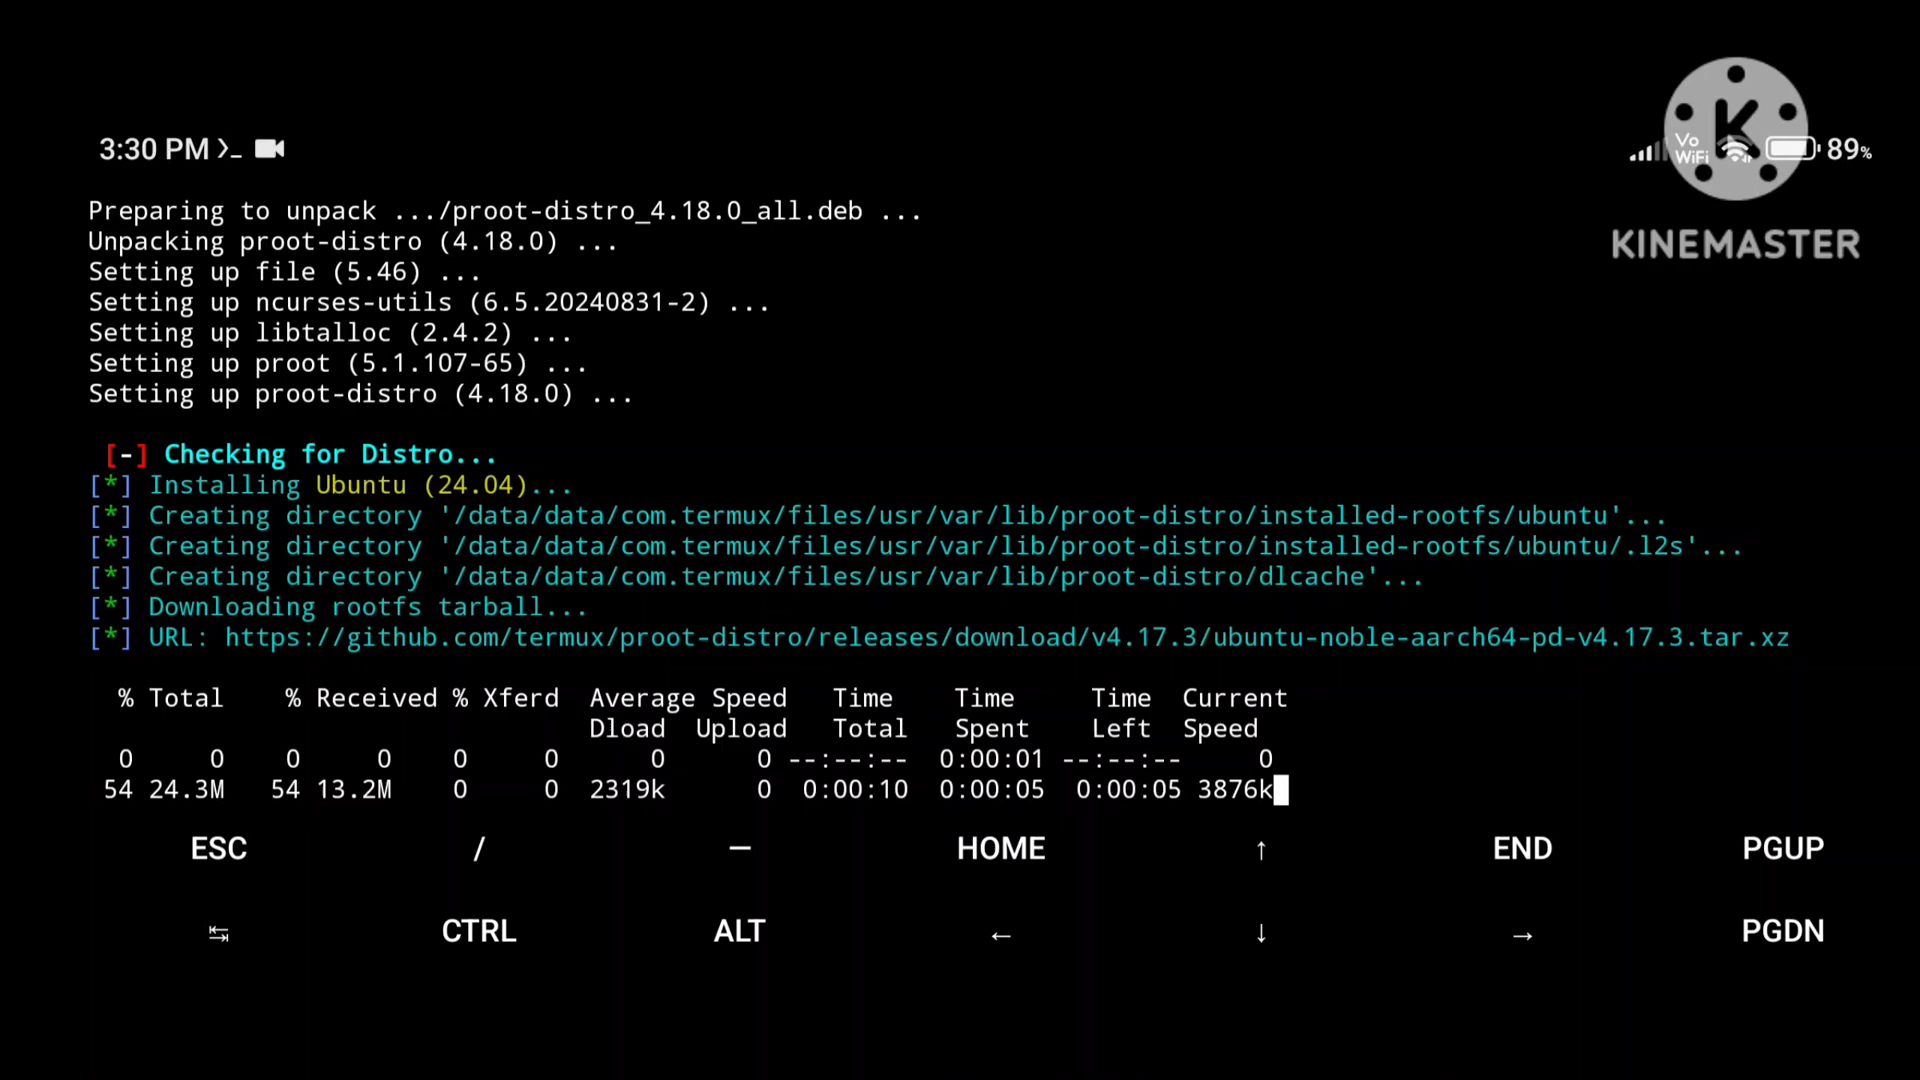 3:30 PM >_
Vo
WiFi
89%
KINEMASTER
Preparing to unpack .../proot-distro_4.18.0_all.deb ...
Unpacking proot-distro (4.18.0) ...
Setting up file (5.46) ...
Setting up ncurses-utils (6.5.20240831-2) ...
Setting up libtalloc (2.4.2) ...
Setting up proot (5.1.107-65) ...
Setting up proot-distro (4.18.0) ...
[-] Checking for Distro...
[*] Installing Ubuntu (24.04)...
[*] Creating directory '/data/data/com.termux/files/usr/var/lib/proot-distro/installed-rootfs/ubuntu'...
[*] Creating directory '/data/data/com.termux/files/usr/var/lib/proot-distro/installed-rootfs/ubuntu/.l2s'...
[*] Creating directory '/data/data/com.termux/files/usr/var/lib/proot-distro/dlcache'...
[*] Downloading rootfs tarball...
[*] URL: https://github.com/termux/proot-distro/releases/download/v4.17.3/ubuntu-noble-aarch64-pd-v4.17.3.tar.xz
% Total % Received % Xferd Average Speed Time Time Time Current
Dload Upload Total Spent Left Speed
0 0 0 0 0 0 0 0 --:--:-- 0:00:01 --:--:-- 0
54 24.3M 54 13.2M 0 0 2319k 0 0:00:10 0:00:05 0:00:05 3876k
ESC / — HOME ↑ END PGUP
↹ CTRL ALT ← ↓ → PGDN